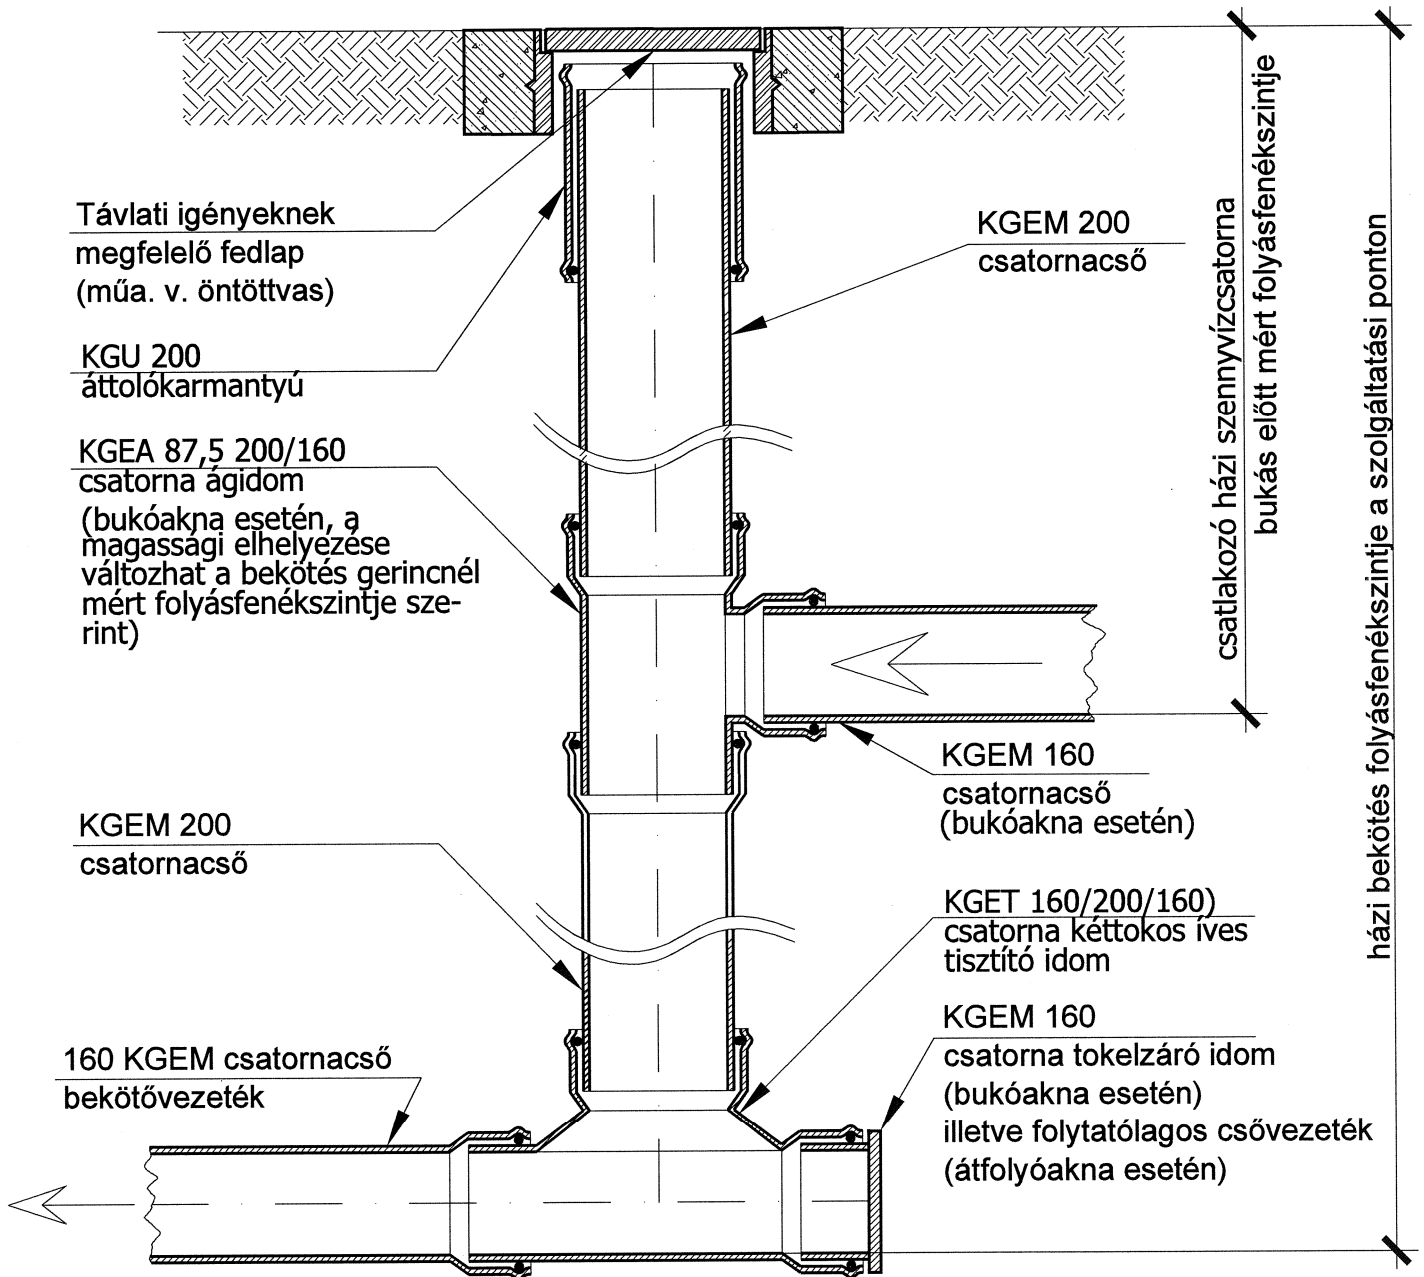 Távlati igényeknek
megfelelő fedlap
(műa. v. öntöttvas)
KGU 200
áttolókarmantyú
KGEA 87,5 200/160
csatorna ágidom
(bukóakna esetén, a
magassági elhelyezése
változhat a bekötés gerincnél
mért folyásfenékszintje sze-
rint)
KGEM 200
csatornacső
160 KGEM csatornacső
bekötővezeték
KGEM 200
csatornacső
KGEM 160
csatornacső
(bukóakna esetén)
KGET 160/200/160)
csatorna kéttokos íves
tisztító idom
KGEM 160
csatorna tokelzáró idom
(bukóakna esetén)
illetve folytatólagos csővezeték
(átfolyóakna esetén)
csatlakozó házi szennyvízcsatorna
bukás előtt mért folyásfenékszintje
házi bekötés folyásfenékszintje a szolgáltatási ponton